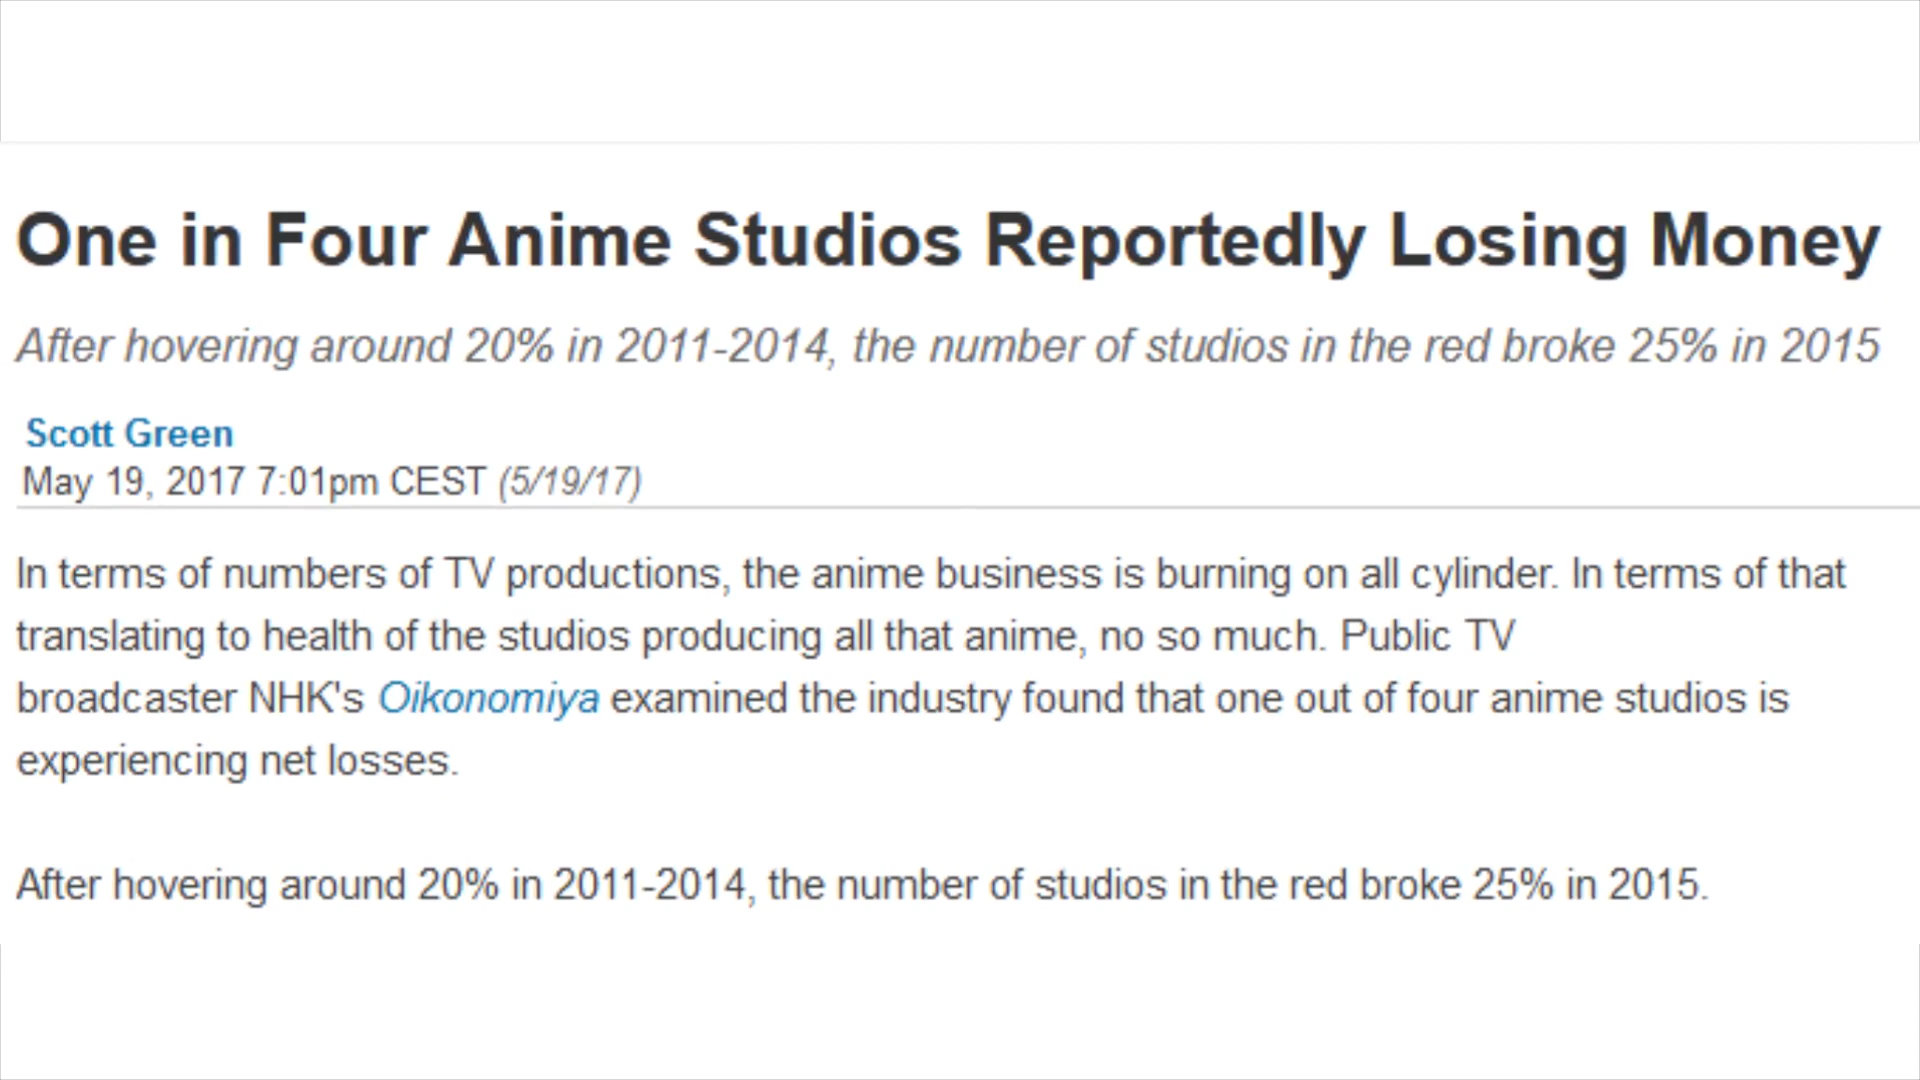 One in Four Anime Studios Reportedly Losing Money
After hovering around 20% in 2011-2014, the number of studios in the red broke 25% in 2015
Scott Green
May 19, 2017 7:01pm CEST (5/19/17)
In terms of numbers of TV productions, the anime business is burning on all cylinder. In terms of that
translating to health of the studios producing all that anime, no so much. Public TV
broadcaster NHK's Oikonomiya examined the industry found that one out of four anime studios is
experiencing net losses.
After hovering around 20% in 2011-2014, the number of studios in the red broke 25% in 2015.